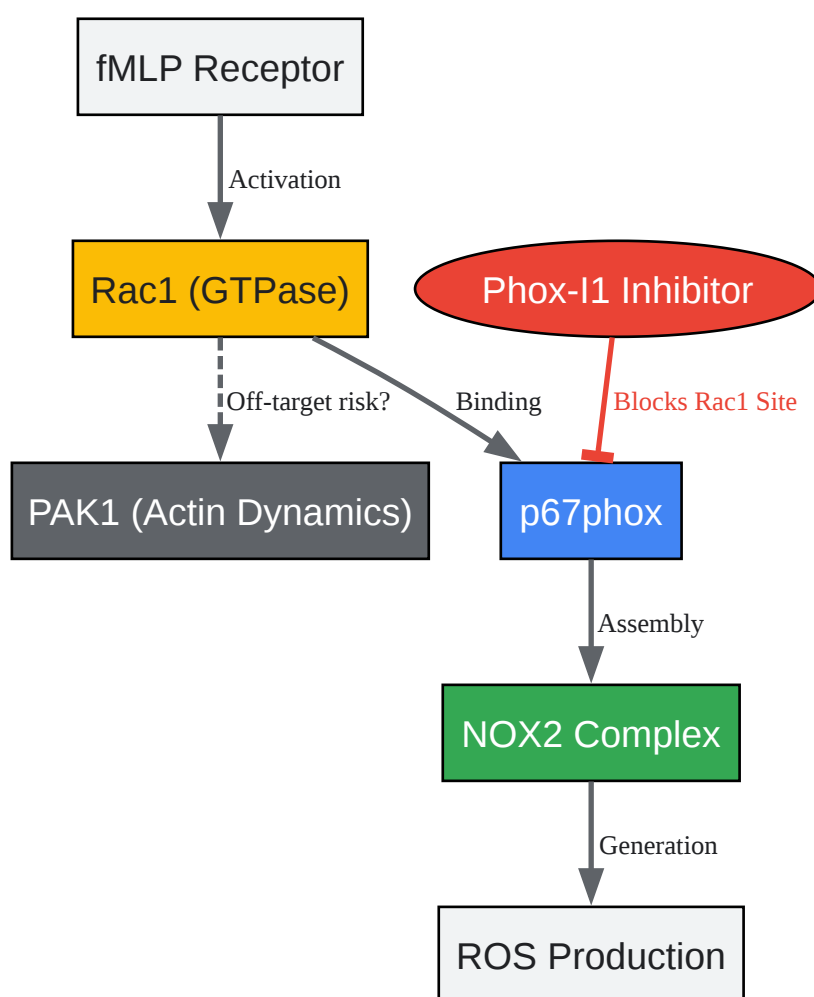 fMLP Receptor
Activation
Rac1 (GTPase)
Phox-I1 Inhibitor
Off-target risk?
Binding
Blocks Rac1 Site
PAK1 (Actin Dynamics)
p67phox
Assembly
NOX2 Complex
Generation
ROS Production